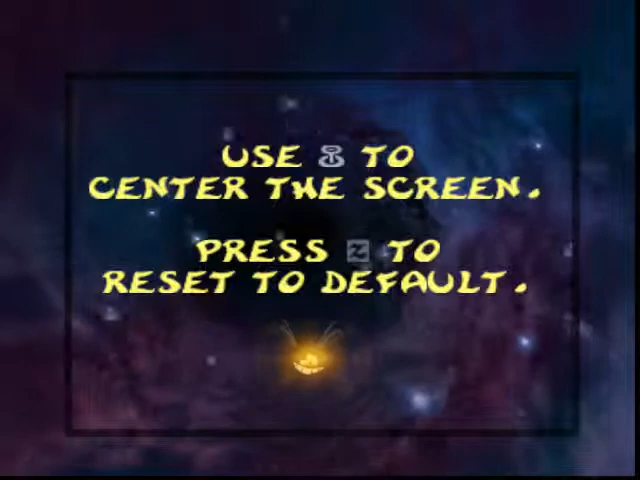 USE TO
CENTER THE SCREEN.
PRESS Z TO
RESET TO DEFAULT.